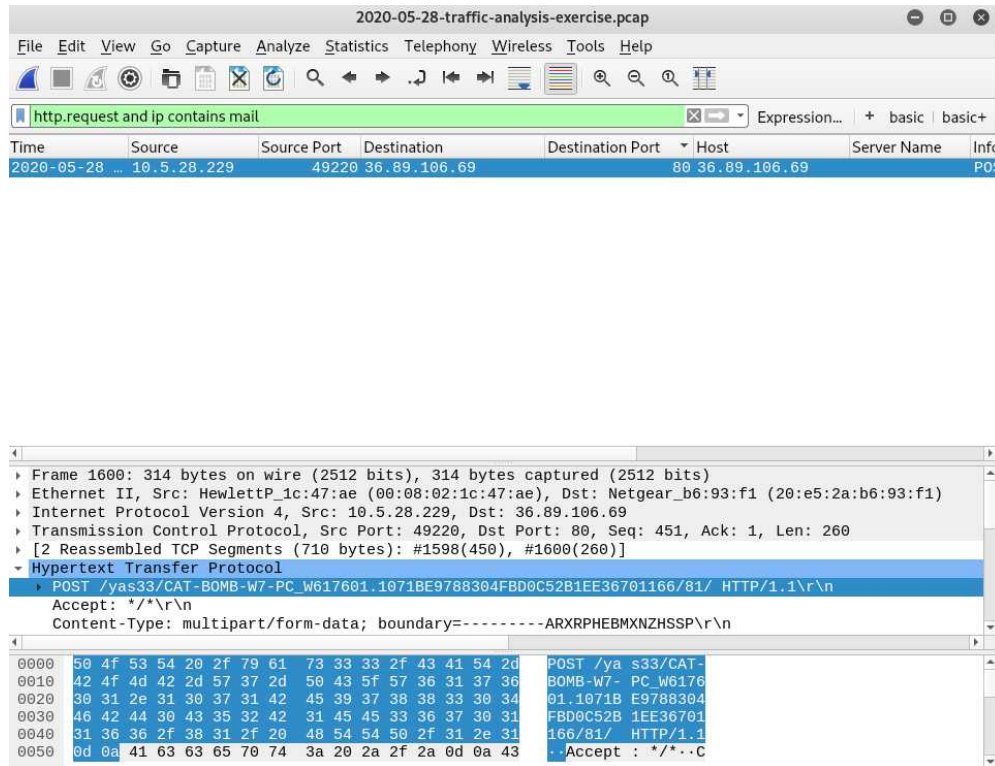 2020-05-28-traffic-analysis-exercise.pcap
File Edit View Go Capture Analyze Statistics Telephony Wireless Tools Help
http.request and ip contains mail Expression... + basic basic+
Time Source Source Port Destination Destination Port Host Server Name Info
2020-05-28 … 10.5.28.229 49220 36.89.106.69 80 36.89.106.69 POS
Frame 1600: 314 bytes on wire (2512 bits), 314 bytes captured (2512 bits)
Ethernet II, Src: HewlettP_1c:47:ae (00:08:02:1c:47:ae), Dst: Netgear_b6:93:f1 (20:e5:2a:b6:93:f1)
Internet Protocol Version 4, Src: 10.5.28.229, Dst: 36.89.106.69
Transmission Control Protocol, Src Port: 49220, Dst Port: 80, Seq: 451, Ack: 1, Len: 260
[2 Reassembled TCP Segments (710 bytes): #1598(450), #1600(260)]
Hypertext Transfer Protocol
POST /yas33/CAT-BOMB-W7-PC_W617601.1071BE9788304FBD0C52B1EE36701166/81/ HTTP/1.1\r\n
Accept: */*\r\n
Content-Type: multipart/form-data; boundary=---------ARXRPHEBMXNZHSSP\r\n
0000 50 4f 53 54 20 2f 79 61 73 33 33 2f 43 41 54 2d POST /ya s33/CAT-
0010 42 4f 4d 42 2d 57 37 2d 50 43 5f 57 36 31 37 36 BOMB-W7- PC_W6176
0020 30 31 2e 31 30 37 31 42 45 39 37 38 38 33 30 34 01.1071B E9788304
0030 46 42 44 30 43 35 32 42 31 45 45 33 36 37 30 31 FBD0C52B 1EE36701
0040 31 36 36 2f 38 31 2f 20 48 54 54 50 2f 31 2e 31 166/81/ HTTP/1.1
0050 0d 0a 41 63 63 65 70 74 3a 20 2a 2f 2a 0d 0a 43 ··Accept : */*··C